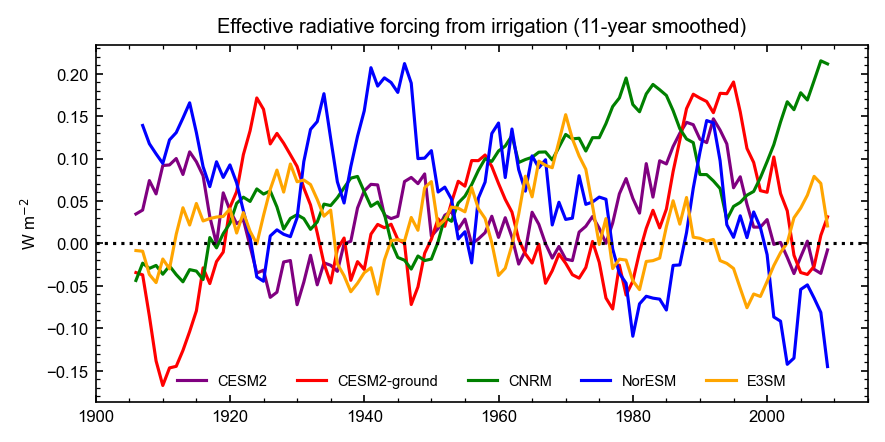 Effective radiative forcing from irrigation (11-year smoothed)
W m⁻²
0.20
0.15
0.10
0.05
0.00
−0.05
−0.10
−0.15
CESM2 CESM2-ground CNRM NorESM E3SM
1900 1920 1940 1960 1980 2000